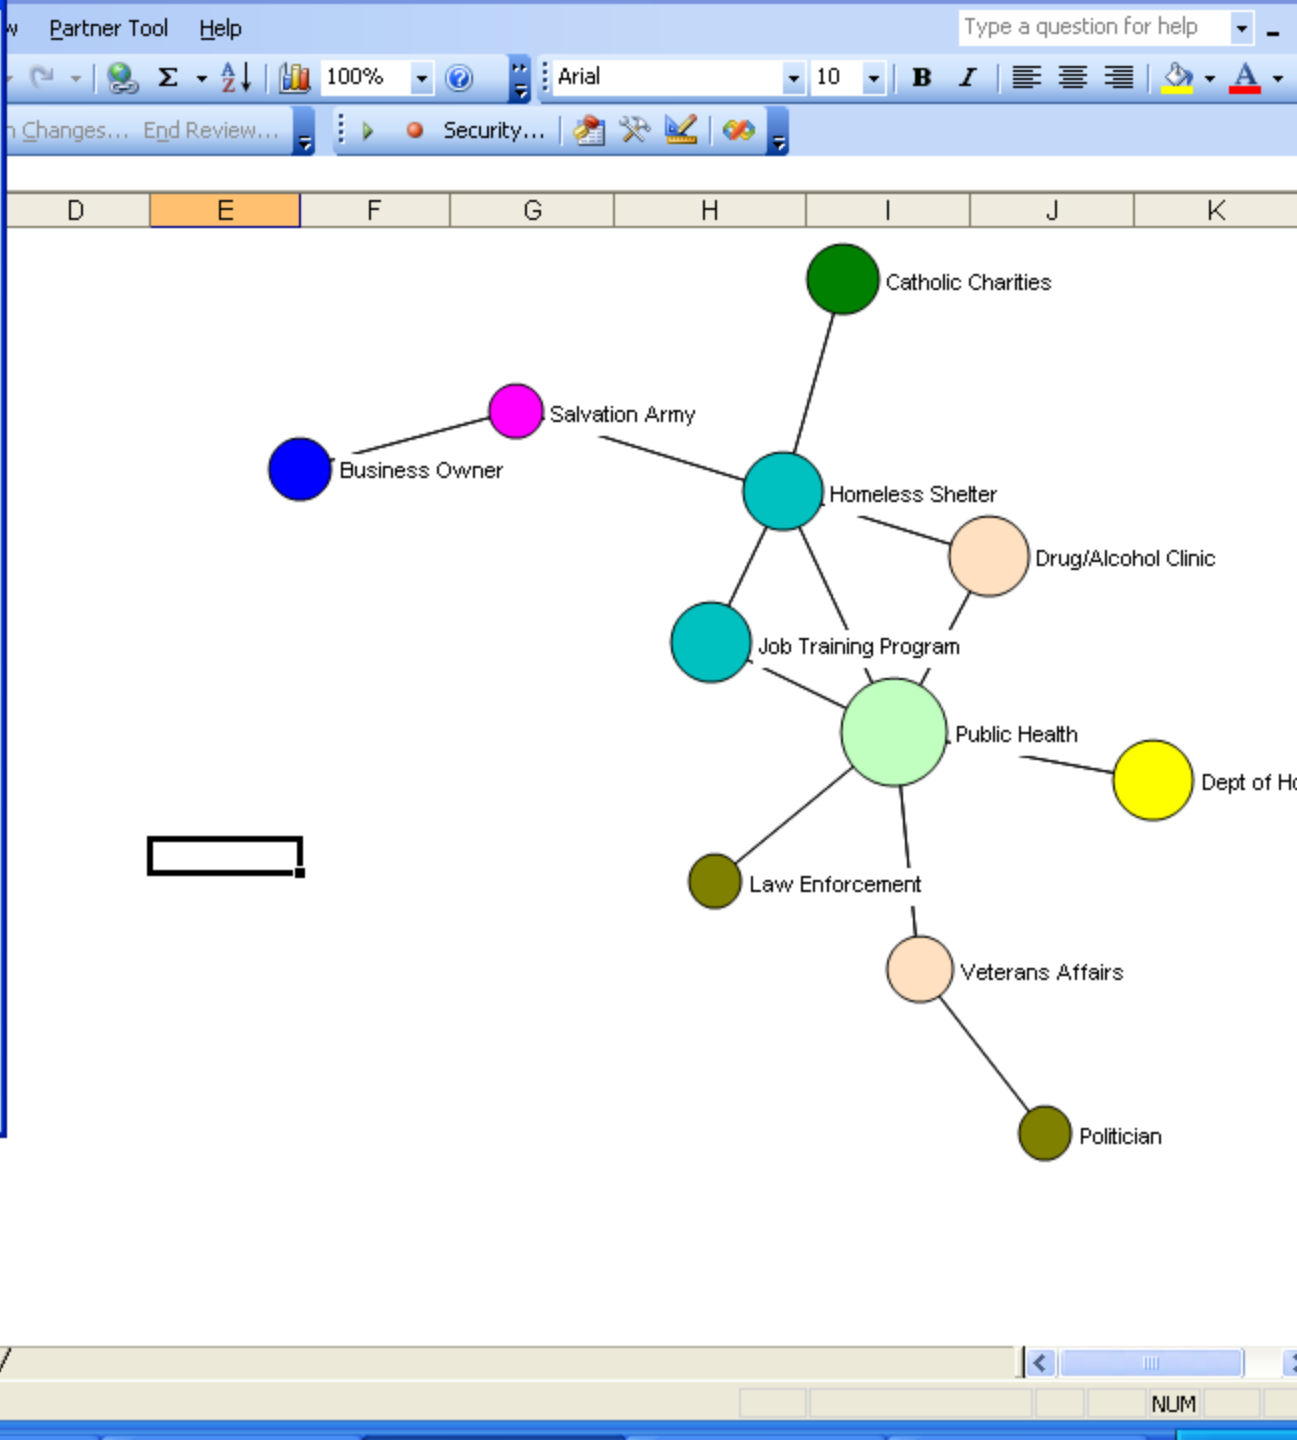 Partner Tool Help
Type a question for help
Σ A Z 100% Arial 10 B I A
Changes... End Review... Security...
D E F G H I J K
Catholic Charities
Salvation Army
Business Owner
Homeless Shelter
Drug/Alcohol Clinic
Job Training Program
Public Health
Dept of
Law Enforcement
Veterans Affairs
Politician
NUM